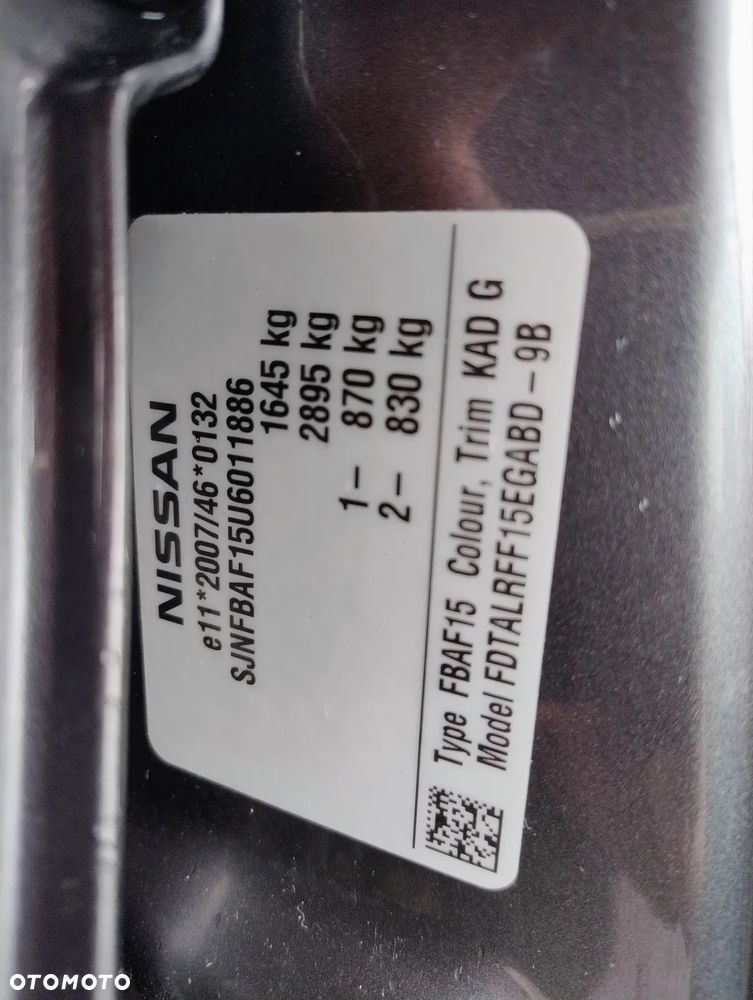 NISSAN
e11*2007/46*0132
SJNFBAF15U6011886
1645 kg
2895 kg
1– 870 kg
2– 830 kg
Type FBAF15 Colour, Trim KAD G
Model FDTALRFF15EGABD–9B
OTOMOTO